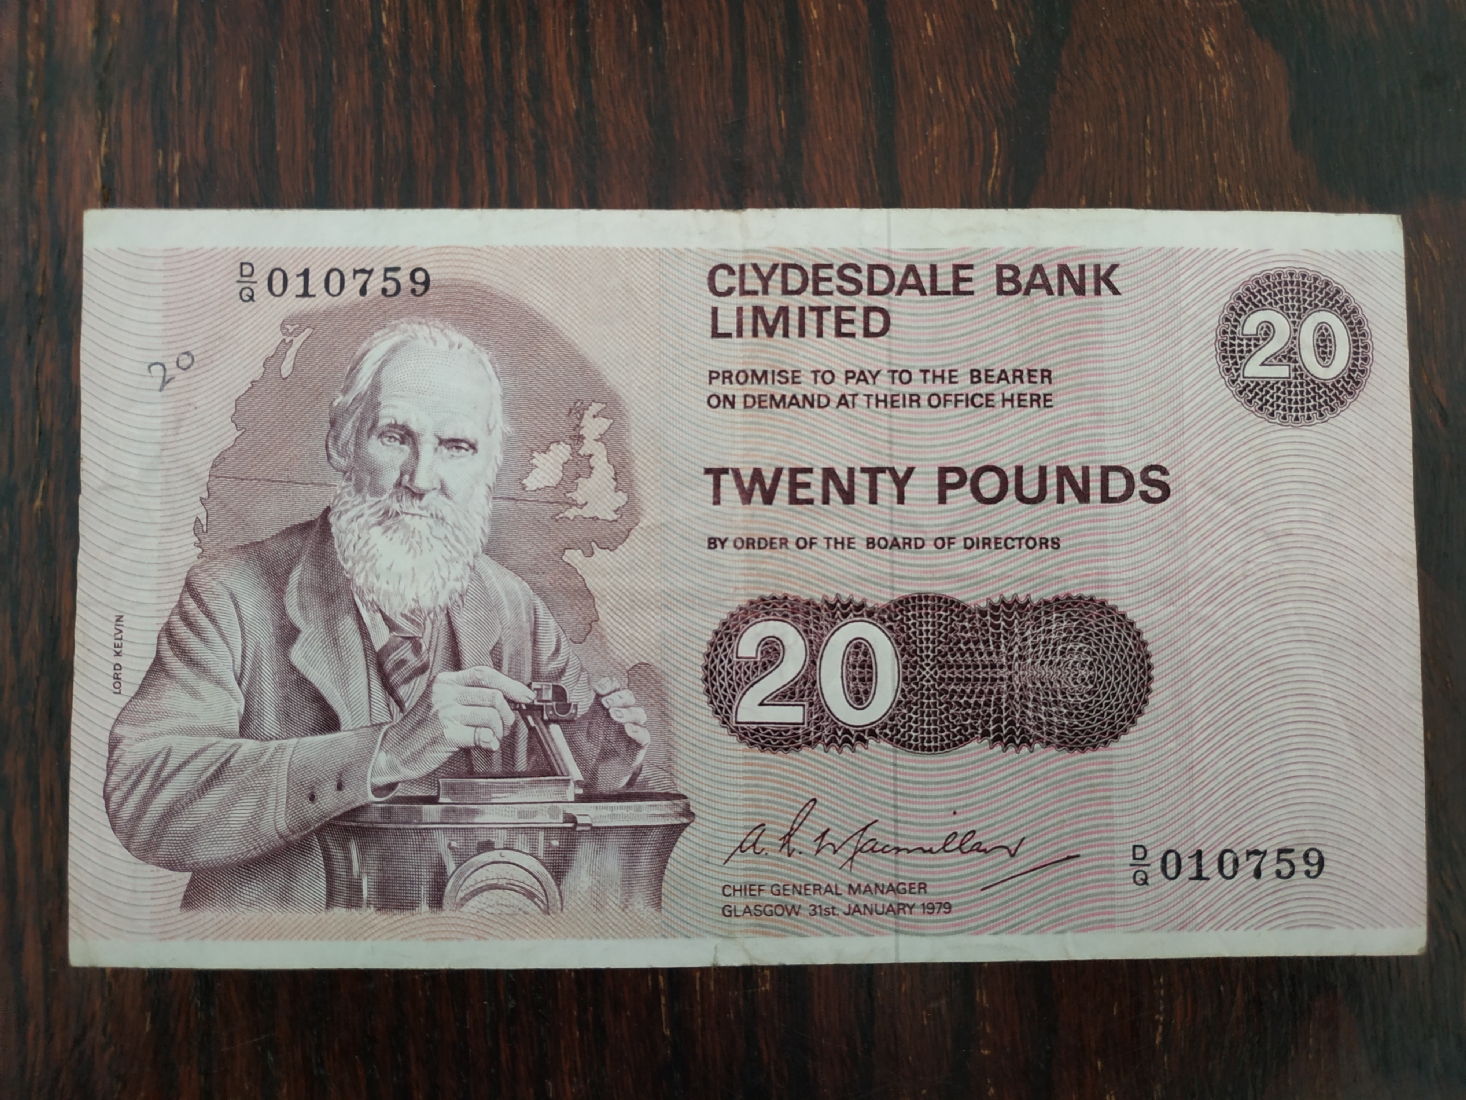 D/Q 010759
20
LORD KELVIN
CLYDESDALE BANK
LIMITED
PROMISE TO PAY TO THE BEARER
ON DEMAND AT THEIR OFFICE HERE
TWENTY POUNDS
BY ORDER OF THE BOARD OF DIRECTORS
20
20
A. R. Macmillan
CHIEF GENERAL MANAGER
GLASGOW 31st. JANUARY 1979
D/Q 010759